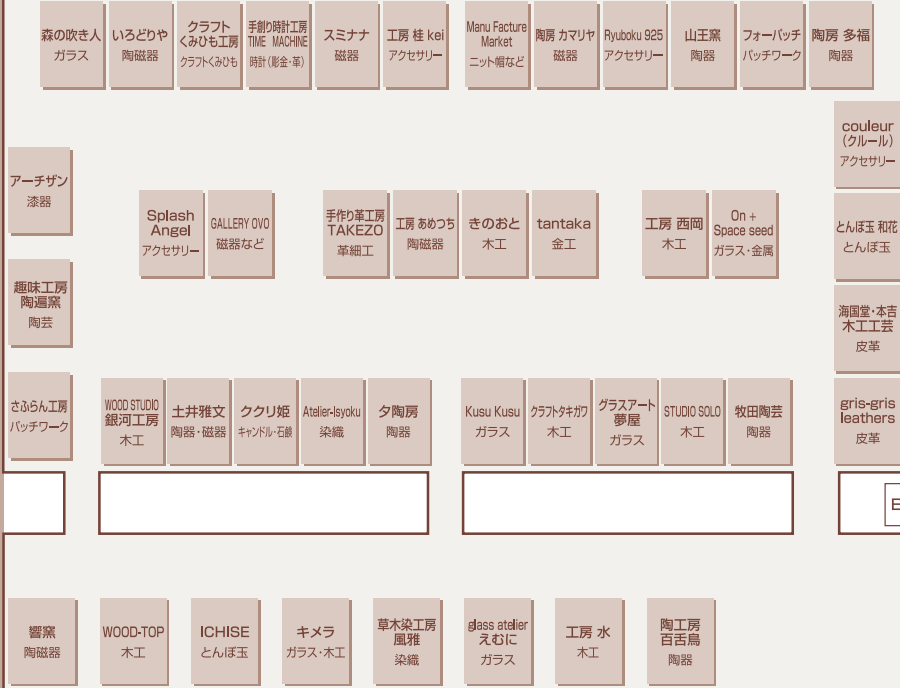 森の吹き人
ガラス
いろどりや
陶磁器
クラフト
くみひも工房
クラフトくみひも
手創り時計工房
TIME MACHINE
時計(彫金・革)
スミナナ
磁器
工房 桂 kei
アクセサリー
Manu Facture
Market
ニット帽など
陶房 カマリヤ
磁器
Ryuboku 925
アクセサリー
山王窯
陶器
フォーパッチ
パッチワーク
陶房 多福
陶器
couleur
(クルール)
アクセサリー
アーチザン
漆器
Splash
Angel
アクセサリー
GALLERY OVO
磁器など
手作り革工房
TAKEZO
革細工
工房 あめつち
陶磁器
きのおと
木工
tantaka
金工
工房 西岡
木工
On +
Space seed
ガラス・金属
とんぼ玉 和花
とんぼ玉
趣味工房
陶遍窯
陶芸
海国堂・本吉
木工工芸
皮革
さふらん工房
パッチワーク
WOOD STUDIO
銀河工房
木工
土井雅文
陶器・磁器
ククリ姫
キャンドル・石鹸
Atelier-Isyoku
染織
夕陶房
陶器
Kusu Kusu
ガラス
クラフトタキガワ
木工
グラスアート
夢屋
ガラス
STUDIO SOLO
木工
牧田陶芸
陶器
gris-gris
leathers
皮革
E
響窯
陶磁器
WOOD-TOP
木工
ICHISE
とんぼ玉
キメラ
ガラス・木工
草木染工房
風雅
染織
glass atelier
えむに
ガラス
工房 水
木工
陶工房
百舌鳥
陶器